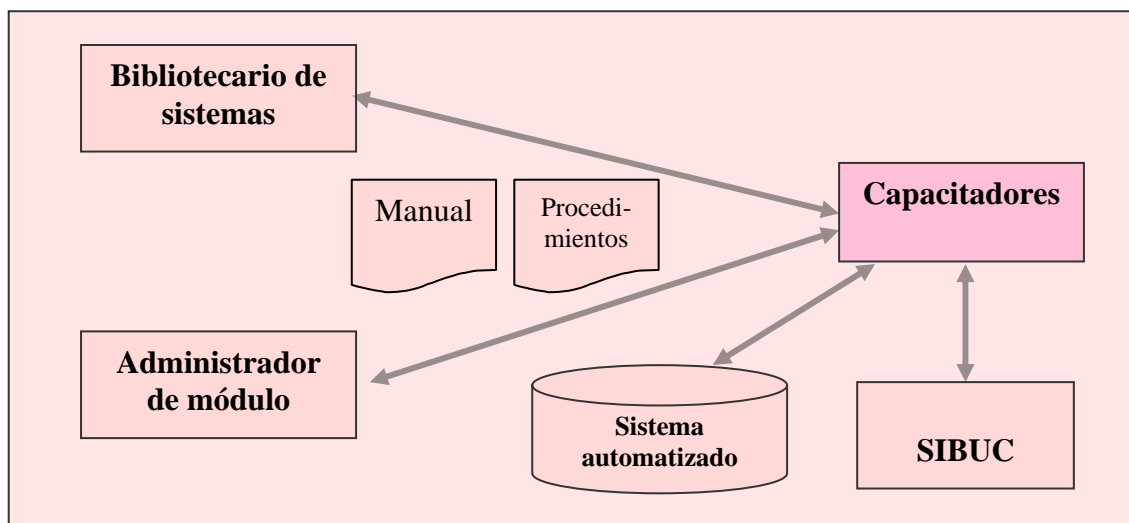 Bibliotecario de
sistemas
Manual
Procedi-
mientos
Capacitadores
Administrador
de módulo
Sistema
automatizado
SIBUC